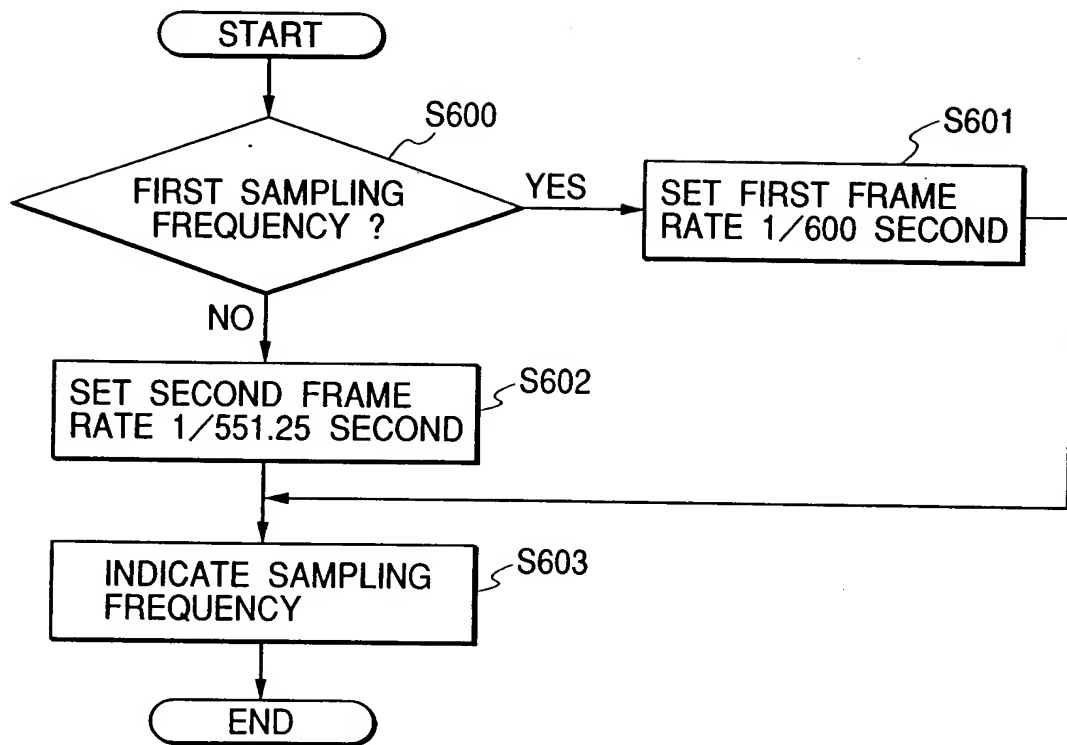 START
S600
FIRST SAMPLING
FREQUENCY ?
YES
S601
SET FIRST FRAME
RATE 1/600 SECOND
NO
SET SECOND FRAME
RATE 1/551.25 SECOND
S602
INDICATE SAMPLING
FREQUENCY
S603
END